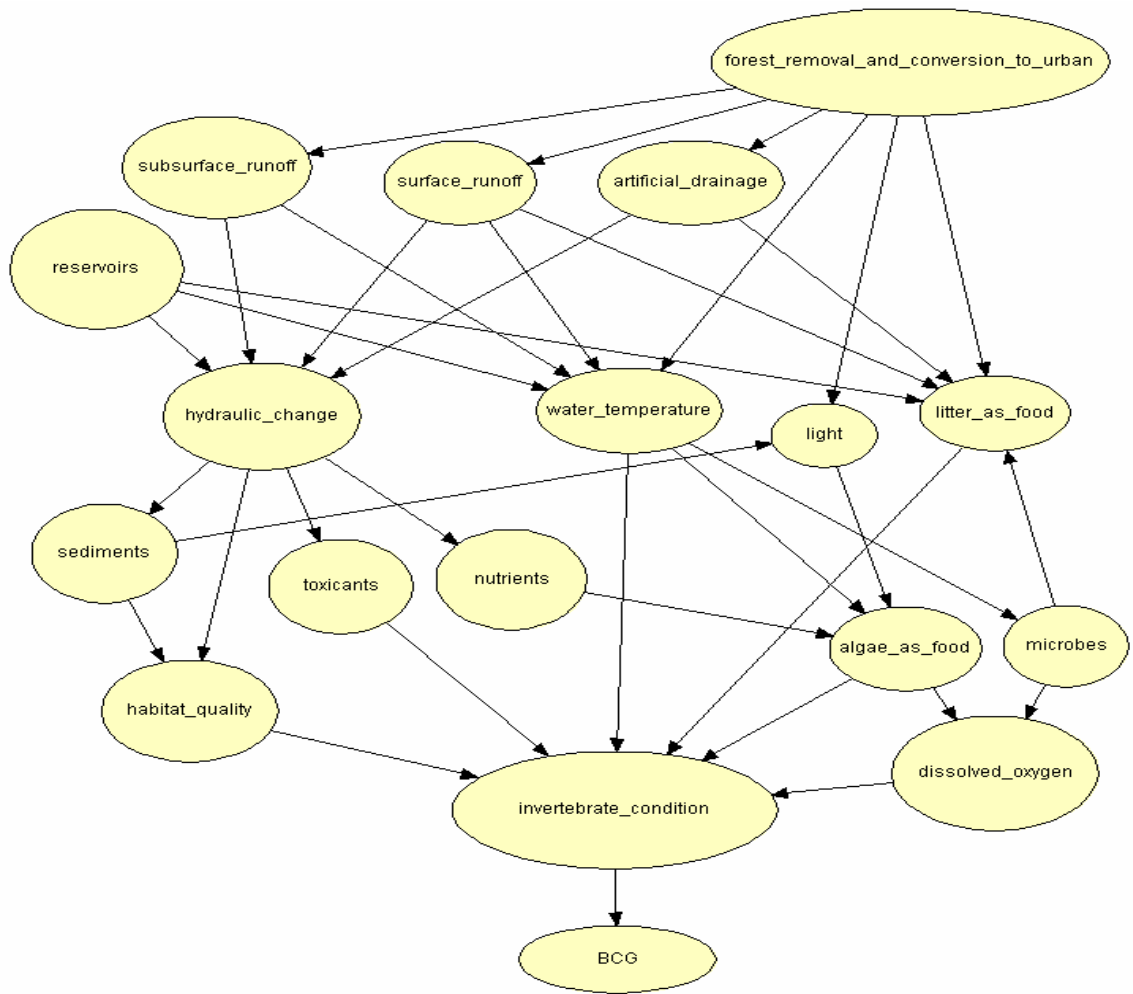 forest_removal_and_conversion_to_urban
subsurface_runoff
surface_runoff
artificial_drainage
reservoirs
hydraulic_change
water_temperature
light
litter_as_food
sediments
toxicants
nutrients
algae_as_food
microbes
habitat_quality
dissolved_oxygen
invertebrate_condition
BCG